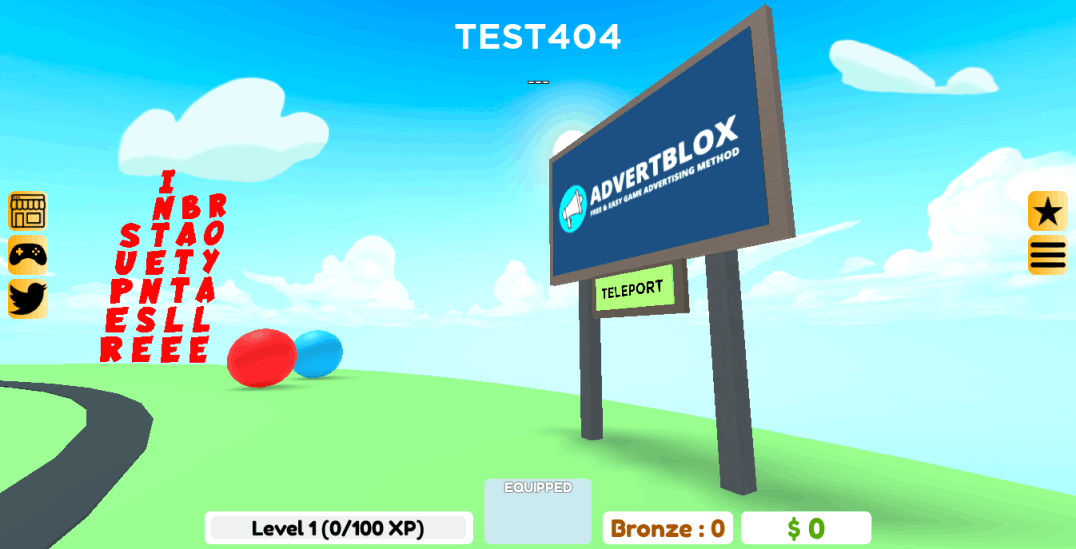 TEST404
---
SUPER
INTENSE
BATTLE
ROYALE
ADVERTBLOX
FREE & EASY GAME ADVERTISING METHOD
TELEPORT
EQUIPPED
Level 1 (0/100 XP)
Bronze : 0
$ 0